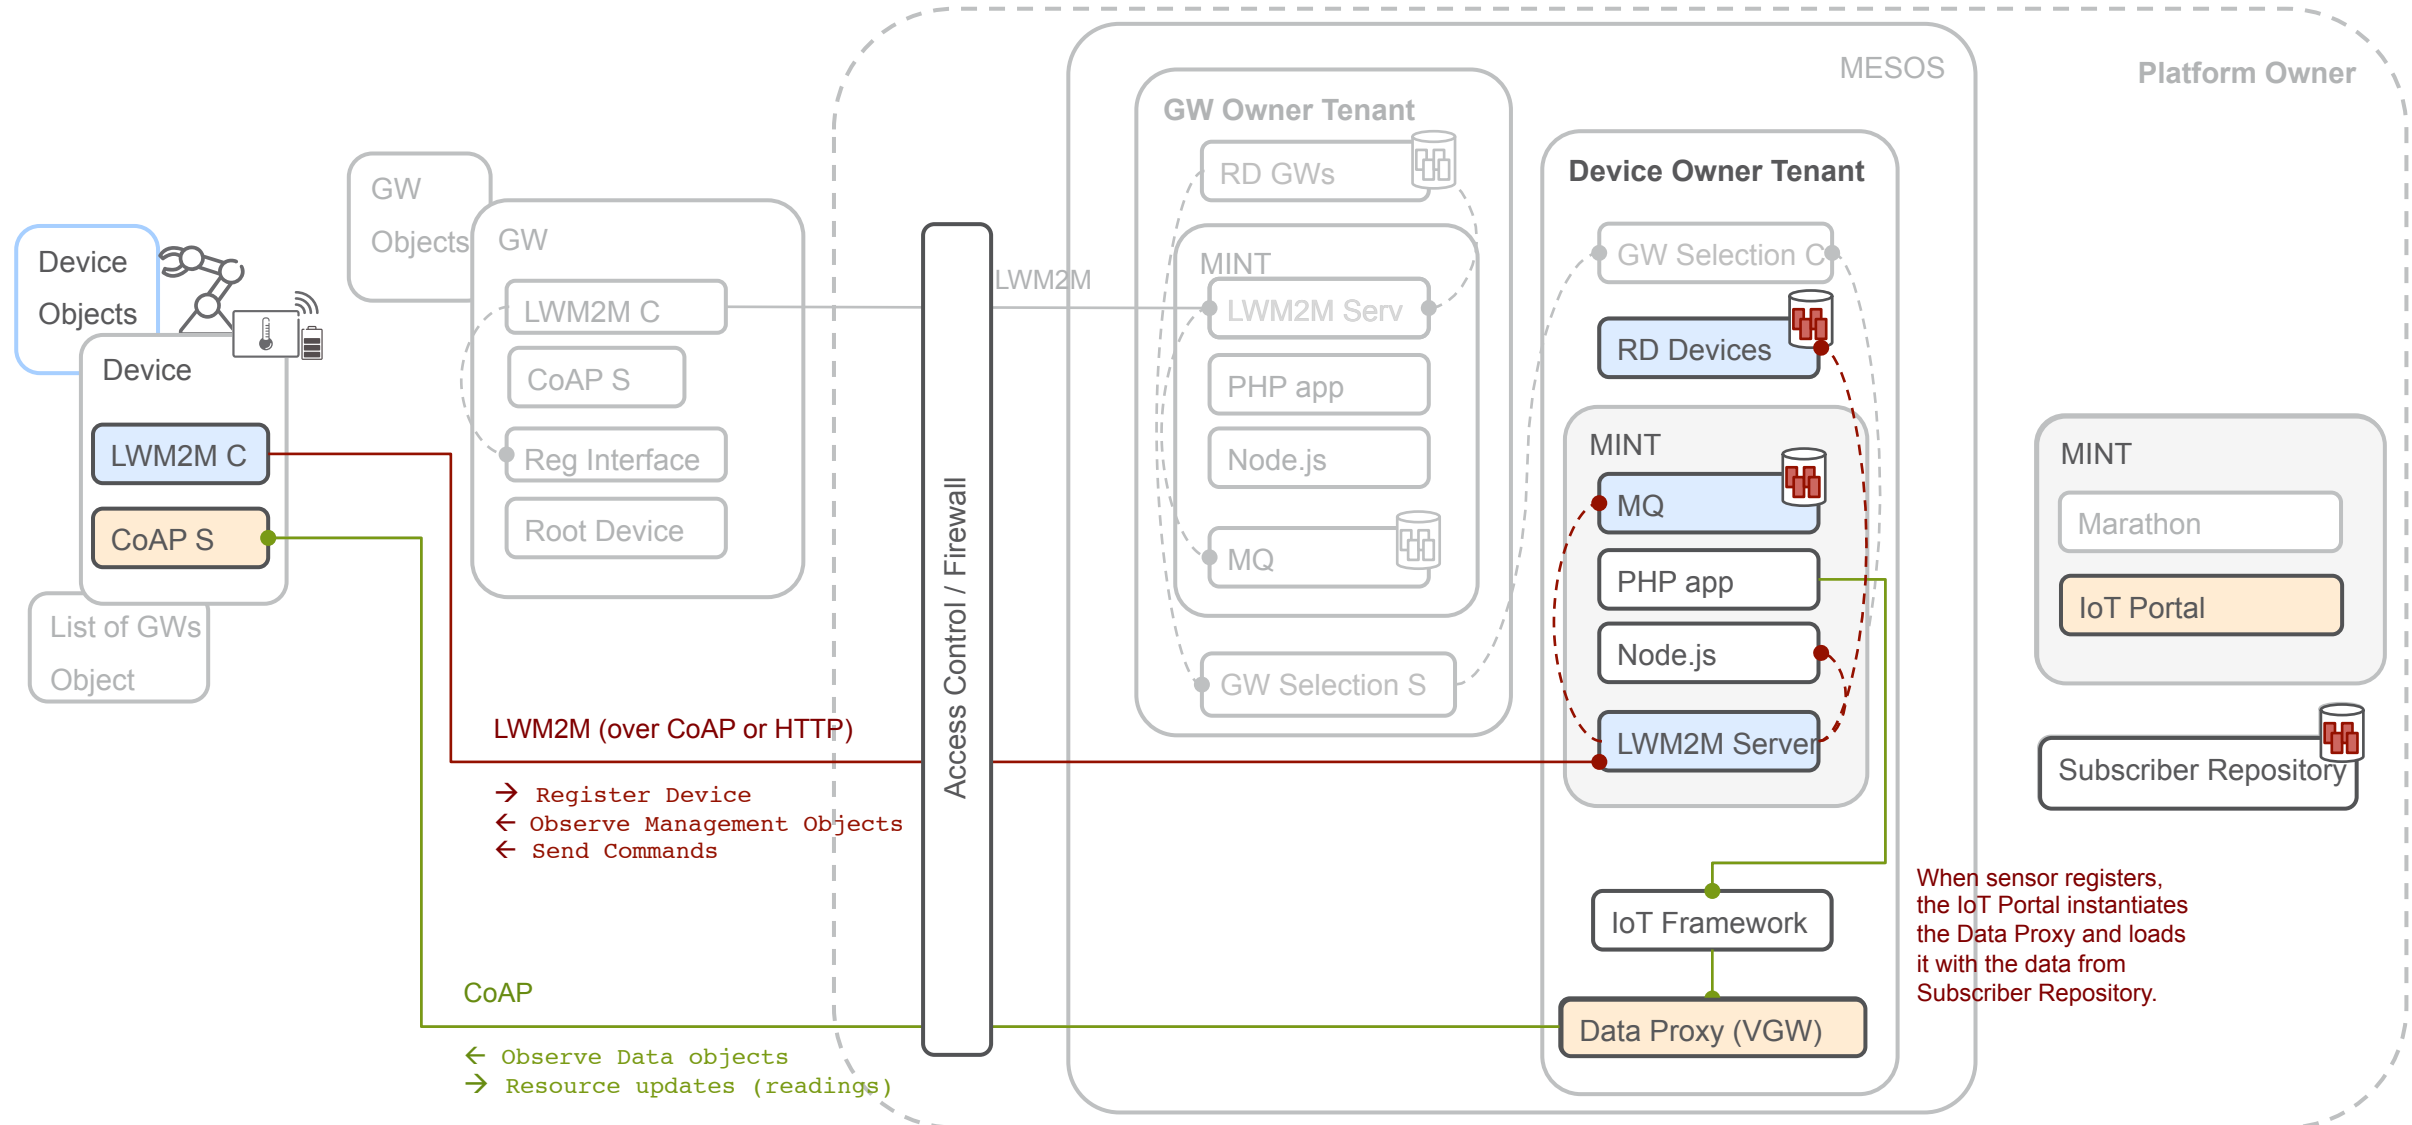 MESOS
Platform Owner
GW Owner Tenant
RD GWs
MINT
LWM2M Serv
PHP app
Node.js
MQ
GW Selection S
Device Owner Tenant
GW Selection C
RD Devices
MINT
MQ
PHP app
Node.js
LWM2M Server
IoT Framework
Data Proxy (VGW)
GW
Objects
GW
LWM2M C
CoAP S
Reg Interface
Root Device
Device
Objects
Device
LWM2M C
CoAP S
List of GWs
Object
LWM2M
Access Control / Firewall
LWM2M (over CoAP or HTTP)
→ Register Device
← Observe Management Objects
← Send Commands
CoAP
← Observe Data objects
→ Resource updates (readings)
MINT
Marathon
IoT Portal
Subscriber Repository
When sensor registers,
the IoT Portal instantiates
the Data Proxy and loads
it with the data from
Subscriber Repository.